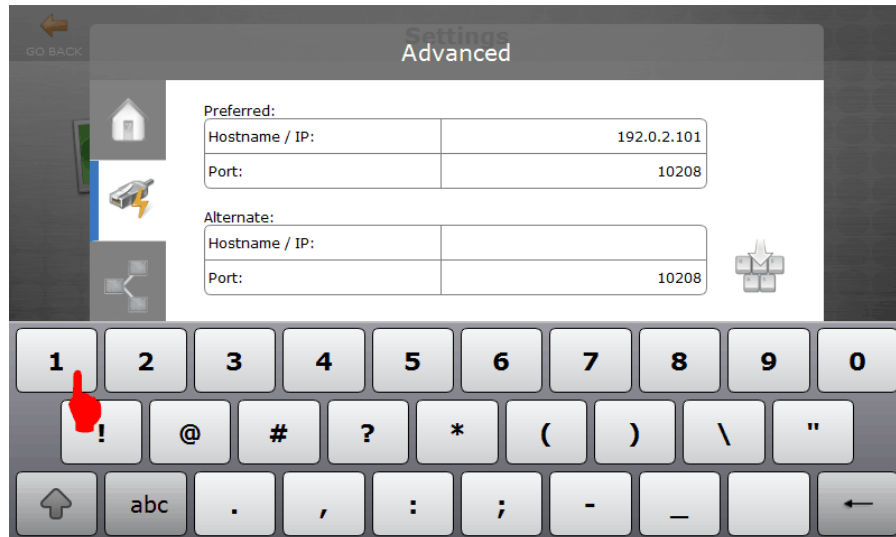 Settings
GO BACK
Advanced
Preferred:
Hostname / IP: 192.0.2.101
Port: 10208
Alternate:
Hostname / IP:
Port: 10208
1 2 3 4 5 6 7 8 9 0
! @ # ? * ( ) \ "
abc . , : ; - _ ←